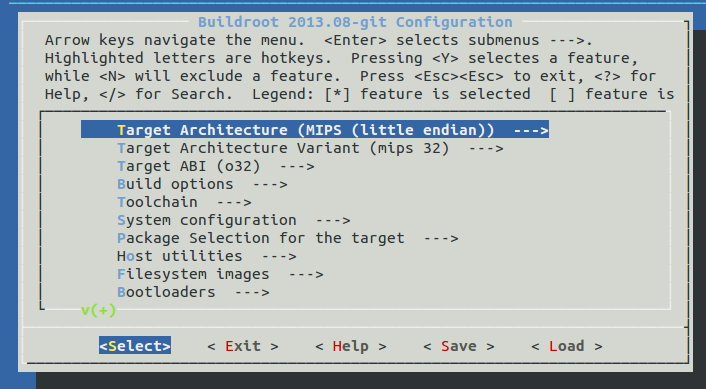 Buildroot 2013.08-git Configuration
Arrow keys navigate the menu.  <Enter> selects submenus --->.
Highlighted letters are hotkeys.  Pressing <Y> selectes a feature,
while <N> will exclude a feature.  Press <Esc><Esc> to exit, <?> for
Help, </> for Search.  Legend: [*] feature is selected  [ ] feature is
Target Architecture (MIPS (little endian))  --->
Target Architecture Variant (mips 32)  --->
Target ABI (o32)  --->
Build options  --->
Toolchain  --->
System configuration  --->
Package Selection for the target  --->
Host utilities  --->
Filesystem images  --->
Bootloaders  --->
v(+)
<Select>    < Exit >    < Help >    < Save >    < Load >